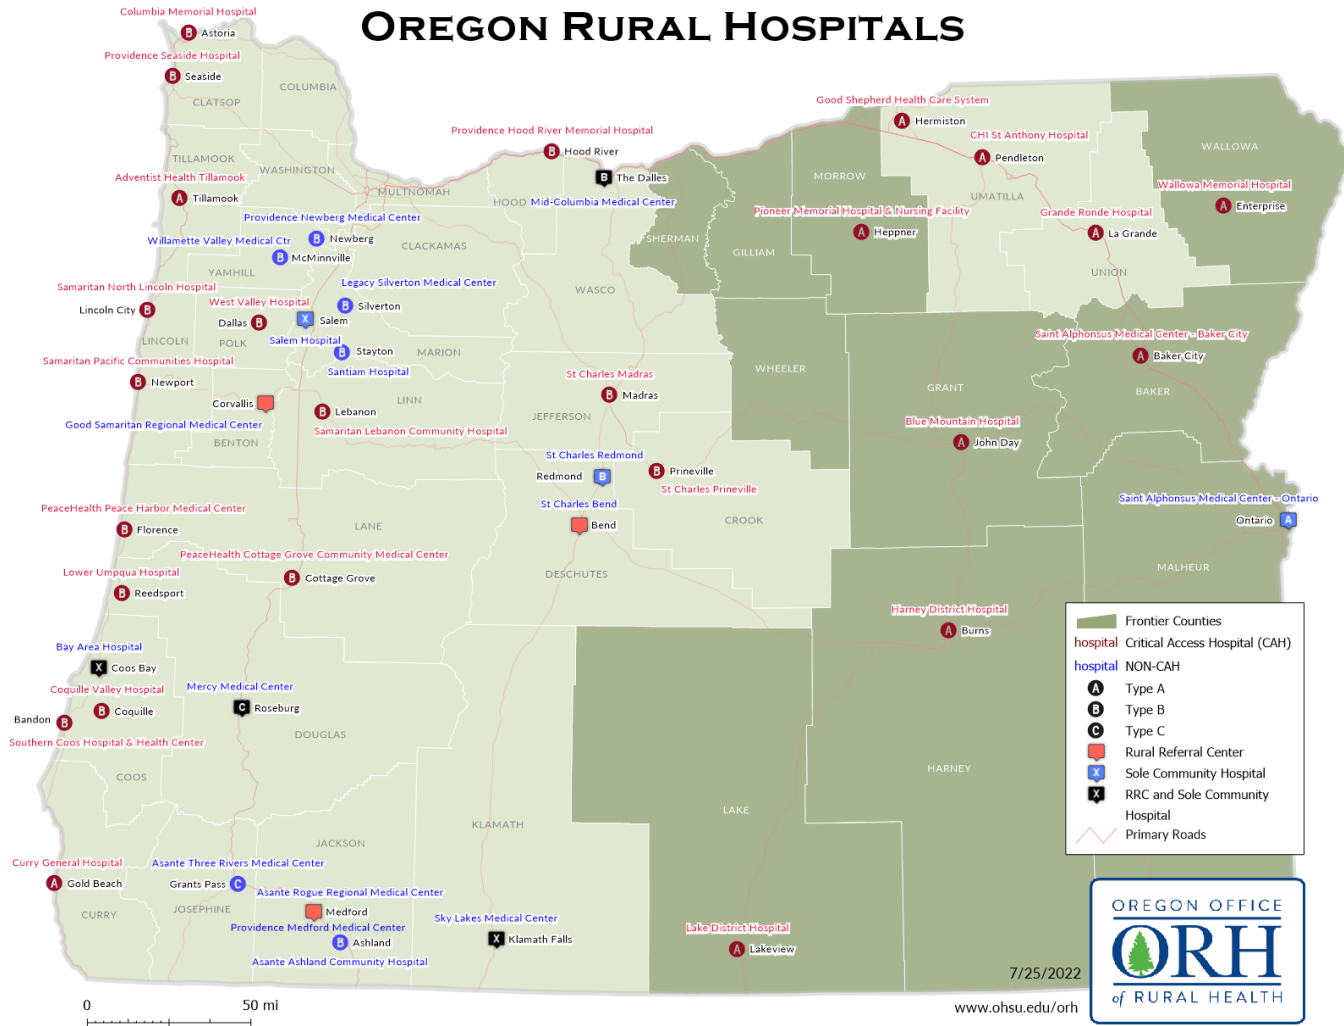 OREGON RURAL HOSPITALS
Columbia Memorial Hospital
B Astoria
Providence Seaside Hospital
B Seaside
CLATSOP
COLUMBIA
TILLAMOOK
WASHINGTON
Adventist Health Tillamook
A Tillamook
MULTNOMAH
Providence Hood River Memorial Hospital
B Hood River
B The Dalles
HOOD
Mid-Columbia Medical Center
Good Shepherd Health Care System
A Hermiston
CHI St Anthony Hospital
A Pendleton
WALLOWA
MORROW
UMATILLA
Wallowa Memorial Hospital
A Enterprise
Pioneer Memorial Hospital & Nursing Facility
A Heppner
Grande Ronde Hospital
A La Grande
SHERMAN
GILLIAM
UNION
Providence Newberg Medical Center
B Newberg
Willamette Valley Medical Ctr
B McMinnville
CLACKAMAS
YAMHILL
Legacy Silverton Medical Center
B Silverton
WASCO
Samaritan North Lincoln Hospital
Lincoln City B
West Valley Hospital
Dallas B
X Salem
LINCOLN
POLK
Salem Hospital
B Stayton
MARION
Santiam Hospital
Saint Alphonsus Medical Center - Baker City
A Baker City
Samaritan Pacific Communities Hospital
B Newport
WHEELER
GRANT
BAKER
St Charles Madras
B Madras
Corvallis
LINN
B Lebanon
JEFFERSON
Good Samaritan Regional Medical Center
Samaritan Lebanon Community Hospital
BENTON
Blue Mountain Hospital
A John Day
St Charles Redmond
Redmond B
B Prineville
St Charles Prineville
St Charles Bend
Bend
CROOK
Saint Alphonsus Medical Center - Ontario
Ontario A
PeaceHealth Peace Harbor Medical Center
B Florence
LANE
PeaceHealth Cottage Grove Community Medical Center
B Cottage Grove
DESCHUTES
MALHEUR
Lower Umpqua Hospital
B Reedsport
Harney District Hospital
A Burns
Bay Area Hospital
X Coos Bay
Coquille Valley Hospital
B Coquille
Bandon B
Southern Coos Hospital & Health Center
Mercy Medical Center
C Roseburg
DOUGLAS
COOS
HARNEY
LAKE
KLAMATH
JACKSON
Curry General Hospital
A Gold Beach
CURRY
Asante Three Rivers Medical Center
Grants Pass C
JOSEPHINE
Asante Rogue Regional Medical Center
Medford
Providence Medford Medical Center
B Ashland
Asante Ashland Community Hospital
Sky Lakes Medical Center
X Klamath Falls
Lake District Hospital
A Lakeview
Frontier Counties
hospital Critical Access Hospital (CAH)
hospital NON-CAH
A Type A
B Type B
C Type C
Rural Referral Center
X Sole Community Hospital
X RRC and Sole Community
Hospital
Primary Roads
OREGON OFFICE
ORH
of RURAL HEALTH
7/25/2022
www.ohsu.edu/orh
0 50 mi